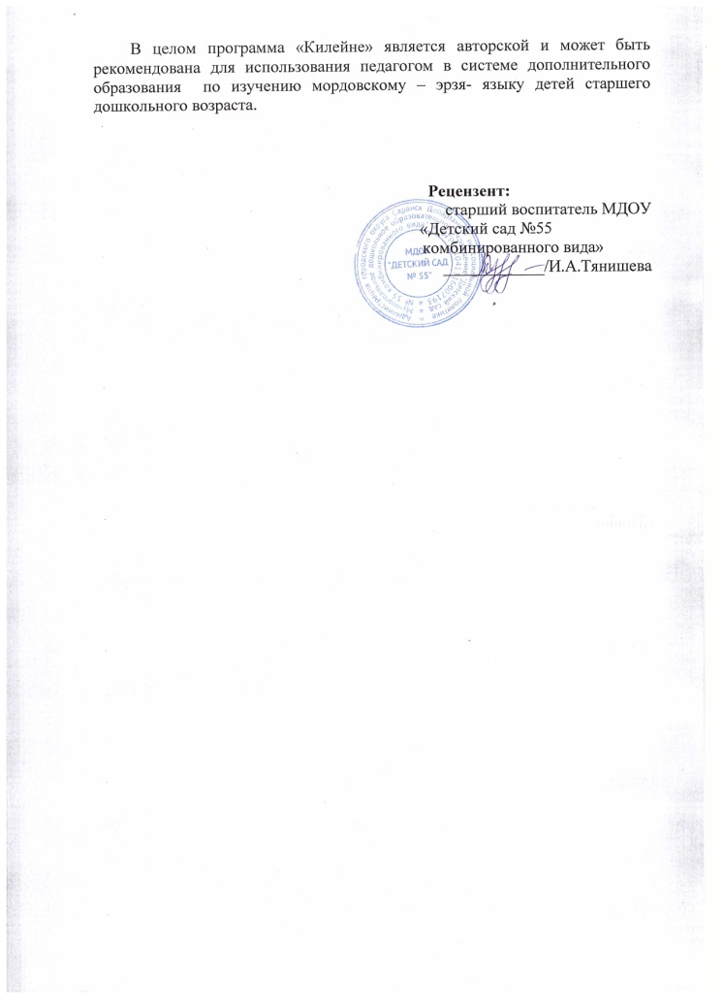 В целом программа «Килейне» является авторской и может быть
рекомендована для использования педагогом в системе дополнительного
образования по изучению мордовскому – эрзя- языку детей старшего
дошкольного возраста.
Рецензент:
старший воспитатель МДОУ
«Детский сад №55
комбинированного вида»
/И.А.Тянишева
МДОУ
"ДЕТСКИЙ САД
№ 55"